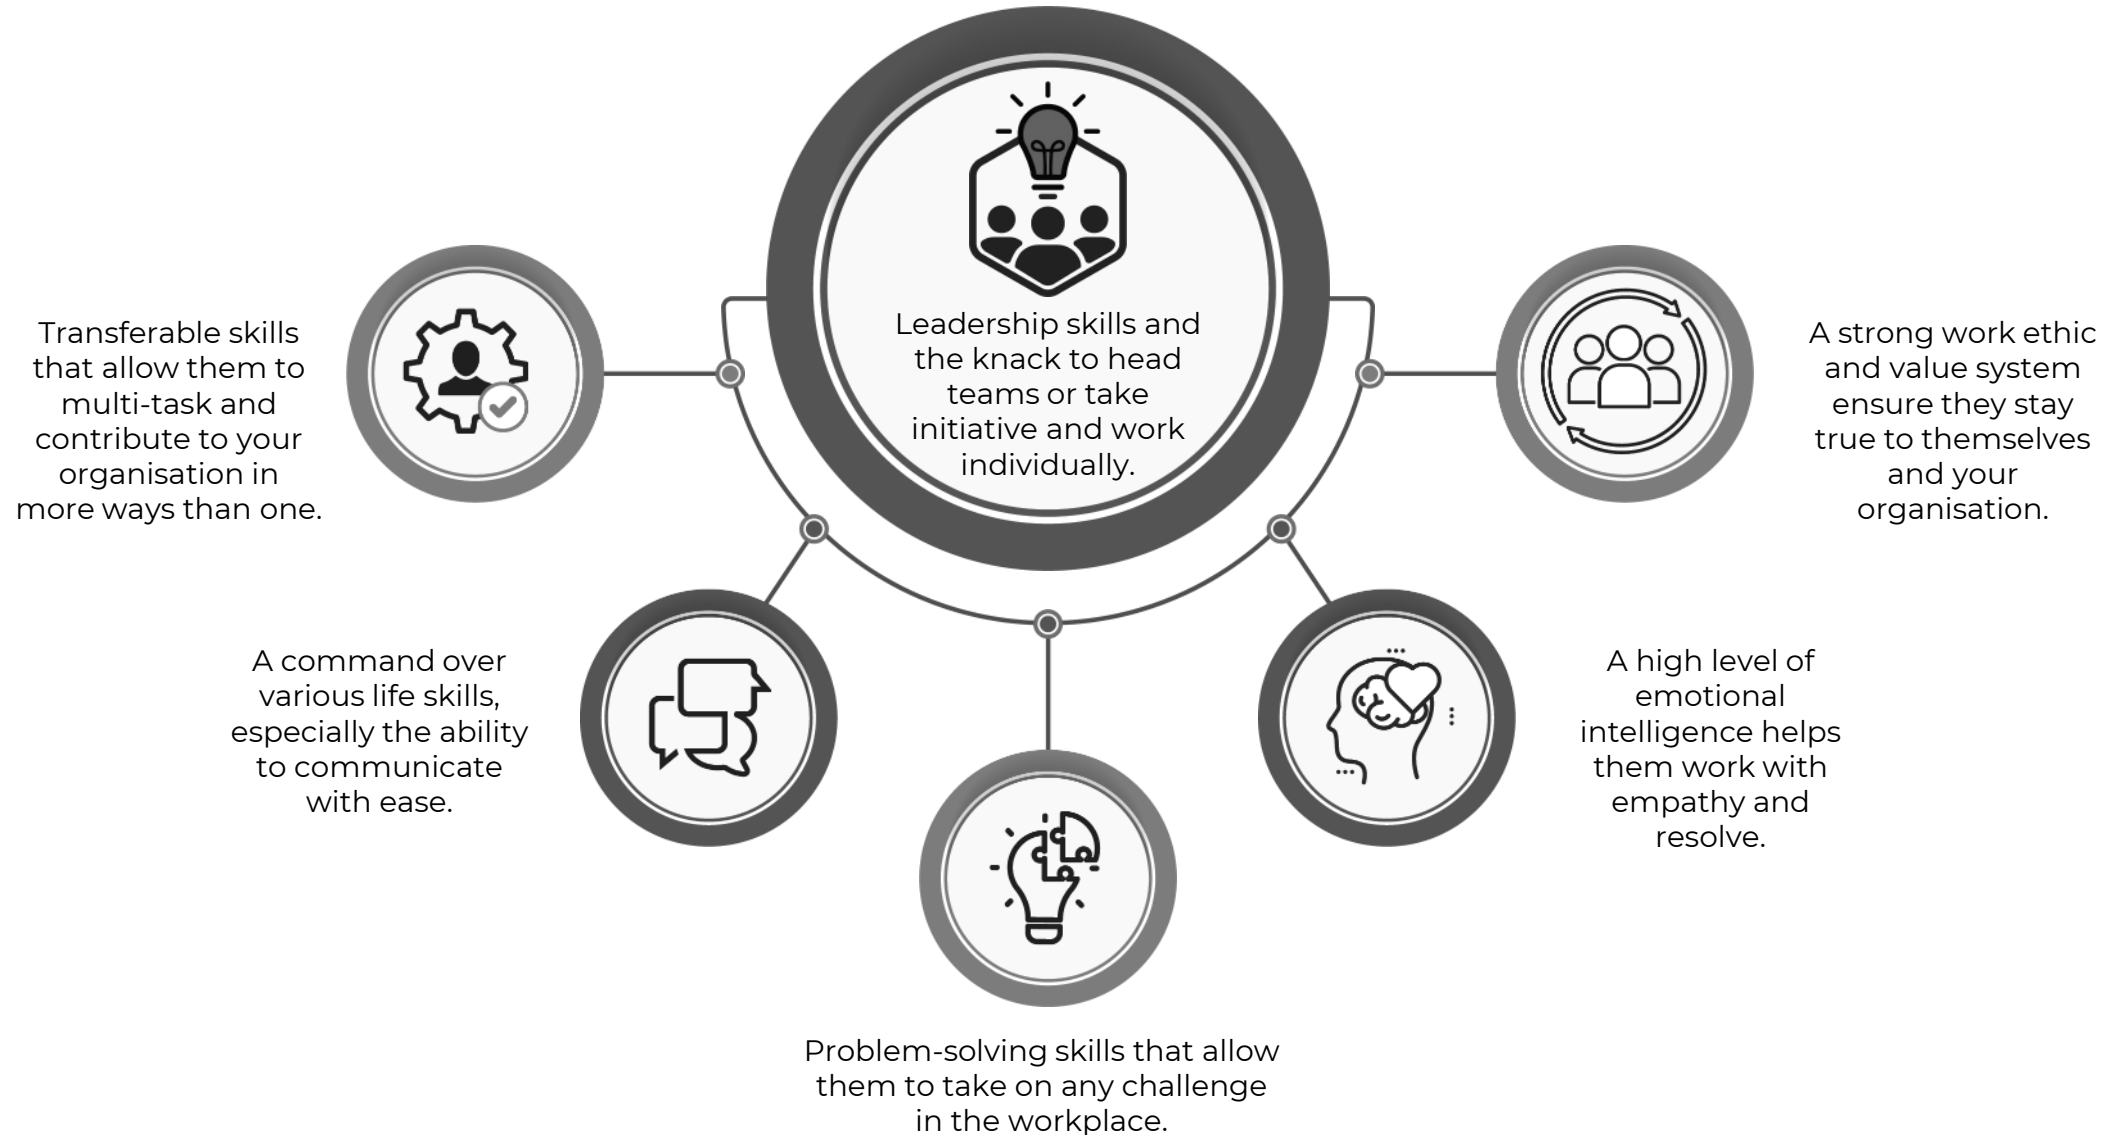 Leadership skills and
the knack to head
teams or take
initiative and work
individually.
Transferable skills
that allow them to
multi-task and
contribute to your
organisation in
more ways than one.
A strong work ethic
and value system
ensure they stay
true to themselves
and your
organisation.
A command over
various life skills,
especially the ability
to communicate
with ease.
A high level of
emotional
intelligence helps
them work with
empathy and
resolve.
Problem-solving skills that allow
them to take on any challenge
in the workplace.